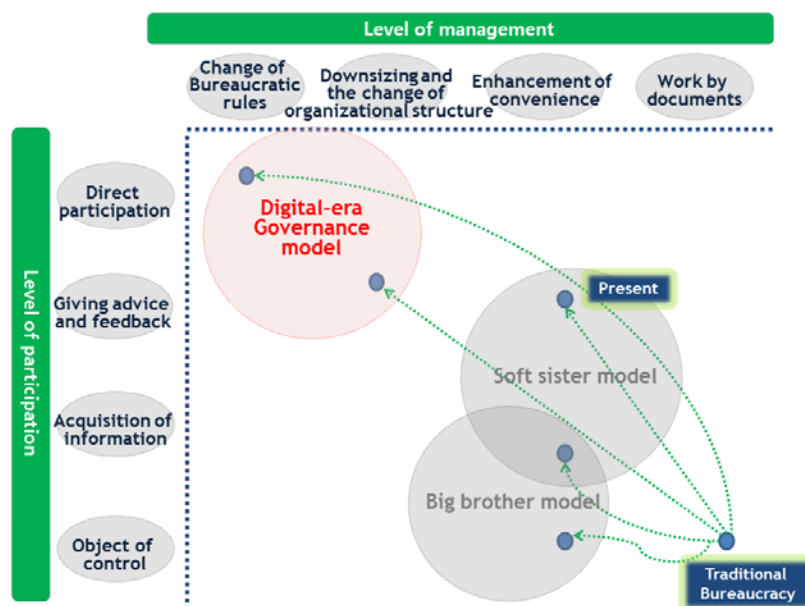 Level of management
Change of
Bureaucratic
rules
Downsizing and
the change of
organizational structure
Enhancement of
convenience
Work by
documents
Level of participation
Direct
participation
Giving advice
and feedback
Acquisition of
information
Object of
control
Digital-era
Governance
model
Present
Soft sister model
Big brother model
Traditional
Bureaucracy